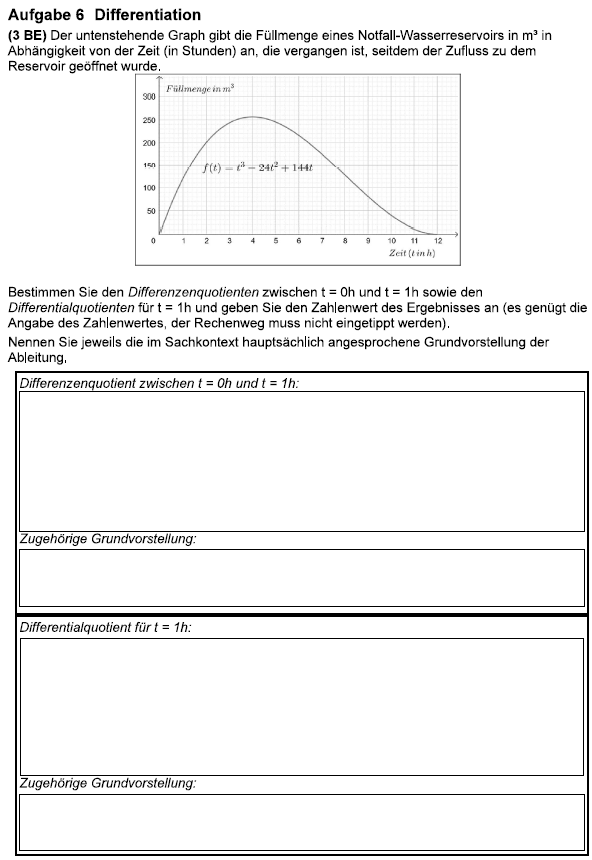 Aufgabe 6 Differentiation
(3 BE) Der untenstehende Graph gibt die Füllmenge eines Notfall-Wasserreservoirs in m³ in
Abhängigkeit von der Zeit (in Stunden) an, die vergangen ist, seitdem der Zufluss zu dem
Reservoir geöffnet wurde.
Füllmenge in m³
300
250
200
150
f(t) = t³ − 24t² + 144t
100
50
0 1 2 3 4 5 6 7 8 9 10 11 12
Zeit (t in h)
Bestimmen Sie den Differenzenquotienten zwischen t = 0h und t = 1h sowie den
Differentialquotienten für t = 1h und geben Sie den Zahlenwert des Ergebnisses an (es genügt die
Angabe des Zahlenwertes, der Rechenweg muss nicht eingetippt werden).
Nennen Sie jeweils die im Sachkontext hauptsächlich angesprochene Grundvorstellung der
Ableitung.
Differenzenquotient zwischen t = 0h und t = 1h:
Zugehörige Grundvorstellung:
Differentialquotient für t = 1h:
Zugehörige Grundvorstellung: